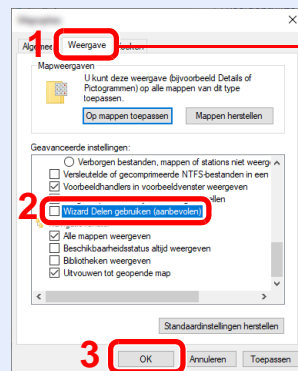 1
Weergave
Mapweergaven
U kunt deze weergave (bijvoorbeeld Details of
Pictogrammen) op alle mappen van dit type
toepassen.
Op mappen toepassen
Mappen herstellen
Geavanceerde instellingen:
Verborgen bestanden, mappen of stations niet weerg
Versleutelde of gecomprimeerde NTFS-bestanden in een
Voorbeeldhandlers in voorbeeldvenster weergeven
2
Wizard Delen gebruiken (aanbevolen)
Alle mappen weergeven
Beschikbaarheidsstatus altijd weergeven
Bibliotheken weergeven
Uitvouwen tot geopende map
Standaardinstellingen herstellen
3
OK
Annuleren
Toepassen